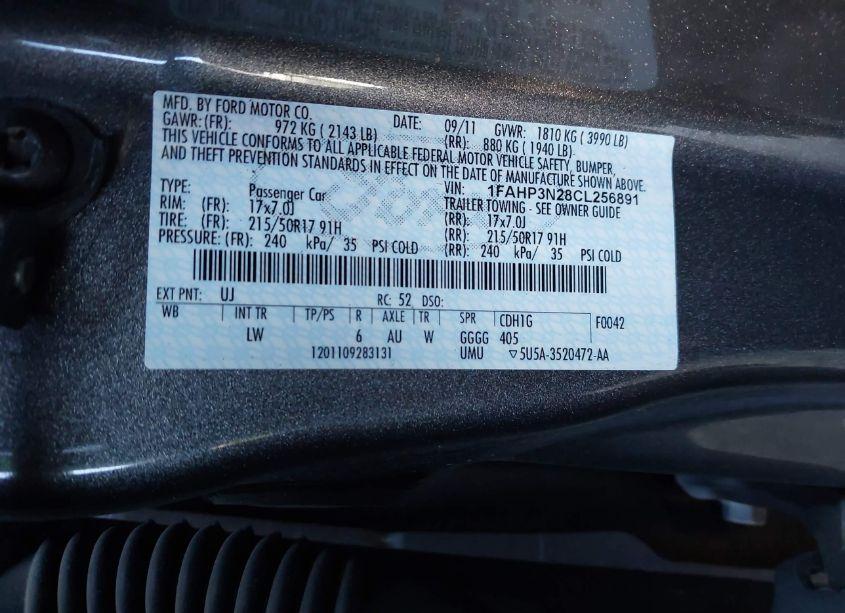 MFD. BY FORD MOTOR CO. DATE: 09/11 GVWR: 1810 KG ( 3990 LB)
GAWR: (FR): 972 KG ( 2143 LB) (RR): 880 KG ( 1940 LB)
THIS VEHICLE CONFORMS TO ALL APPLICABLE FEDERAL MOTOR VEHICLE SAFETY, BUMPER,
AND THEFT PREVENTION STANDARDS IN EFFECT ON THE DATE OF MANUFACTURE SHOWN ABOVE.
VIN: 1FAHP3N28CL256891
TYPE: Passenger Car TRAILER TOWING - SEE OWNER GUIDE
RIM: (FR): 17x7.0J (RR): 17x7.0J
TIRE: (FR): 215/50R17 91H (RR): 215/50R17 91H
PRESSURE: (FR): 240 kPa/ 35 PSI COLD (RR): 240 kPa/ 35 PSI COLD
EXT PNT: UJ RC: 52 DSO:
WB INT TR TP/PS R AXLE TR SPR CDH1G F0042
LW 6 AU W GGGG 405
1201109283131 UMU ▽5U5A-3520472-AA